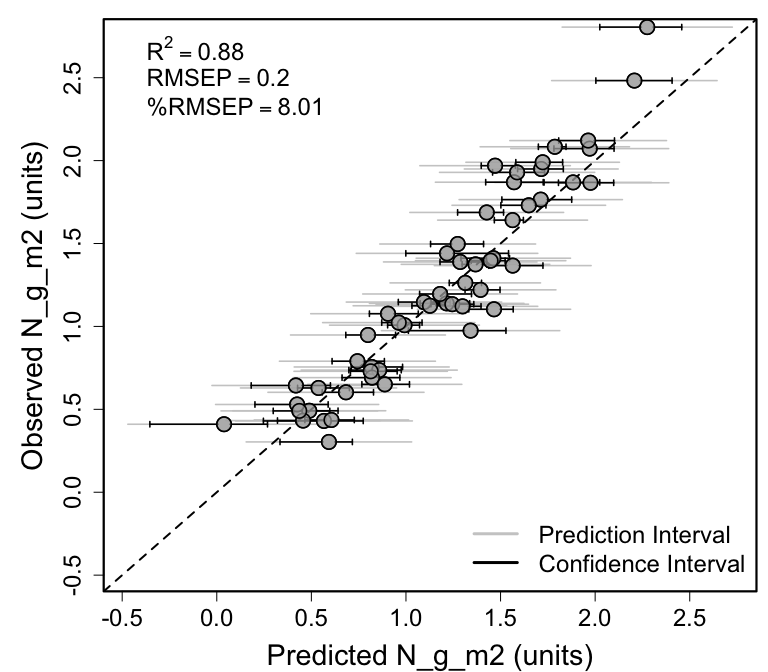 R² = 0.88
RMSEP = 0.2
%RMSEP = 8.01
Observed N_g_m2 (units)
2.5
2.0
1.5
1.0
0.5
0.0
-0.5
Prediction Interval
Confidence Interval
-0.5 0.0 0.5 1.0 1.5 2.0 2.5
Predicted N_g_m2 (units)